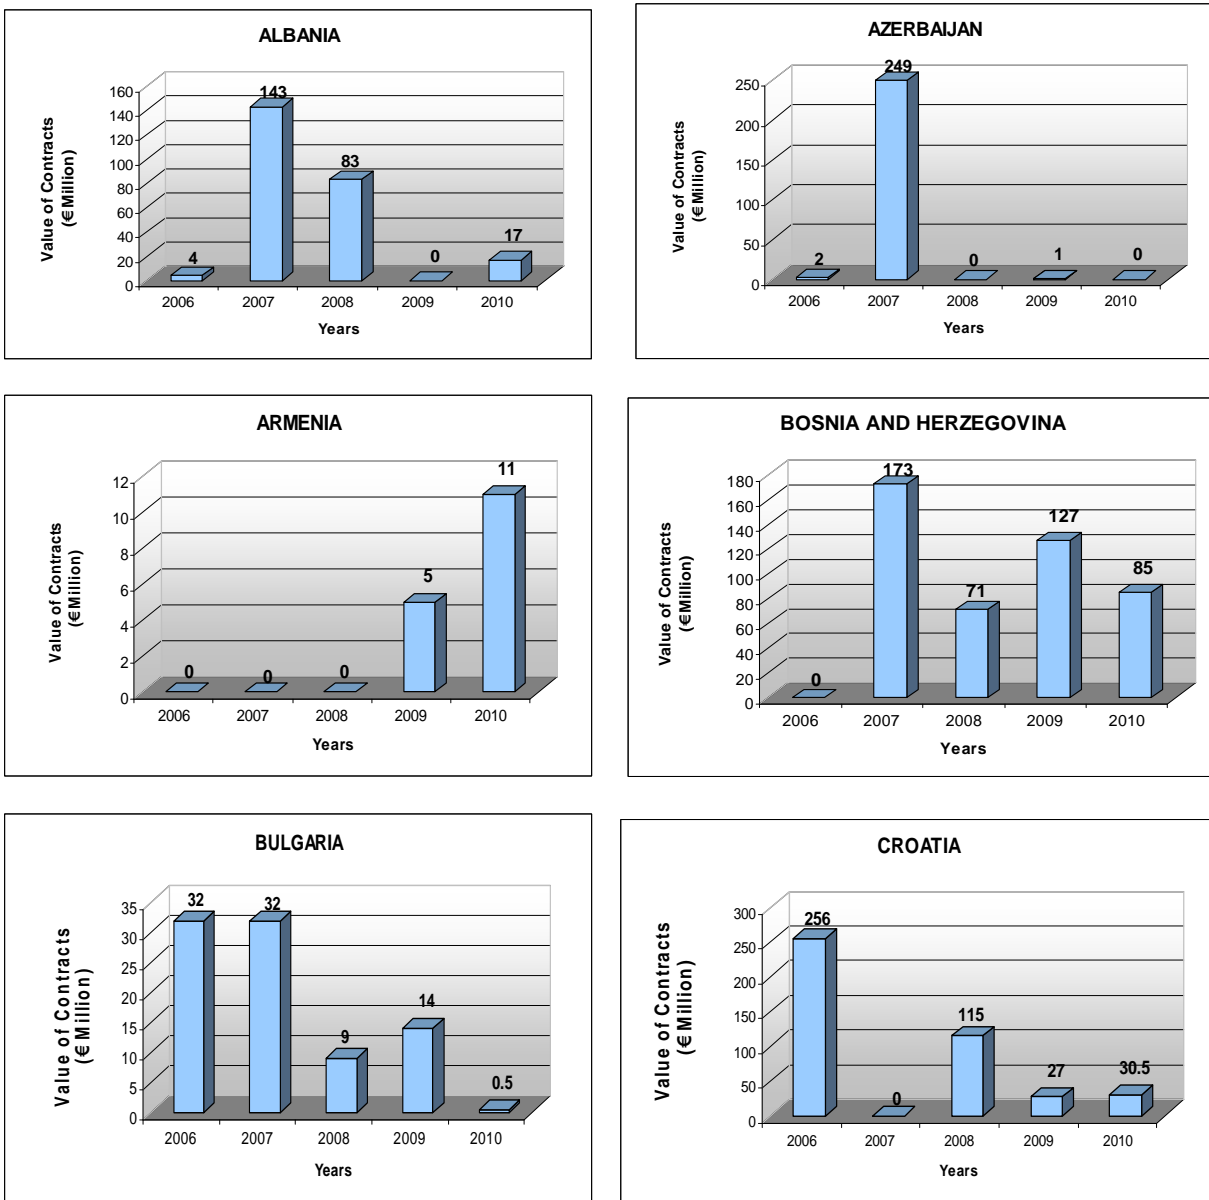 ALBANIA
Value of Contracts
(€Million)
160
140
120
100
80
60
40
20
0
4
143
83
0
17
2006 2007 2008 2009 2010
Years
AZERBAIJAN
Value of Contracts
(€Million)
250
200
150
100
50
0
2
249
0
1
0
2006 2007 2008 2009 2010
Years
ARMENIA
Value of Contracts
(€Million)
12
10
8
6
4
2
0
0
0
0
5
11
2006 2007 2008 2009 2010
Years
BOSNIA AND HERZEGOVINA
Value of Contracts
(€Million)
180
160
140
120
100
80
60
40
20
0
0
173
71
127
85
2006 2007 2008 2009 2010
Years
BULGARIA
Value of Contracts
(€Million)
35
30
25
20
15
10
5
0
32
32
9
14
0.5
2006 2007 2008 2009 2010
Years
CROATIA
Value of Contracts
(€Million)
300
250
200
150
100
50
0
256
0
115
27
30.5
2006 2007 2008 2009 2010
Years